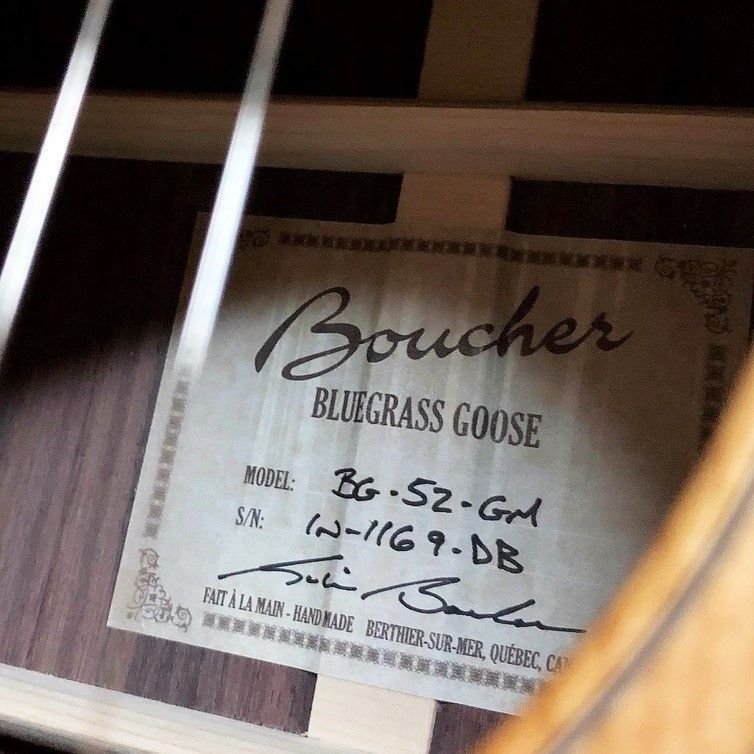 Boucher
BLUEGRASS GOOSE
MODEL: BG-52-GM
S/N: IN-1169-DB
FAIT À LA MAIN - HANDMADE BERTHIER-SUR-MER, QUÉBEC,